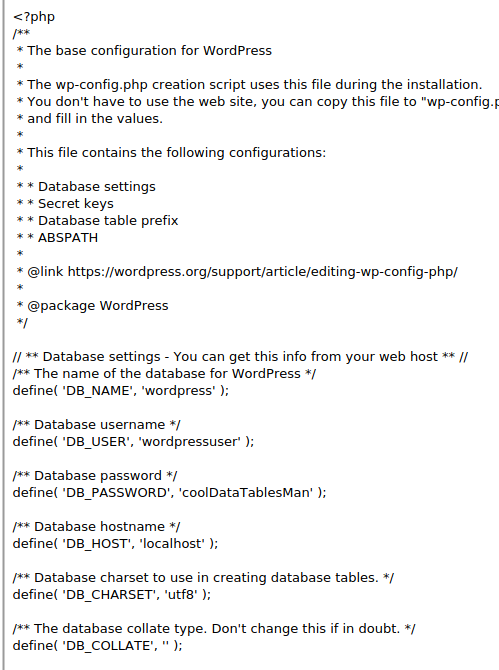 <?php
/**
 * The base configuration for WordPress
 *
 * The wp-config.php creation script uses this file during the installation.
 * You don't have to use the web site, you can copy this file to "wp-config.p
 * and fill in the values.
 *
 * This file contains the following configurations:
 *
 * * Database settings
 * * Secret keys
 * * Database table prefix
 * * ABSPATH
 *
 * @link https://wordpress.org/support/article/editing-wp-config-php/
 *
 * @package WordPress
 */

// ** Database settings - You can get this info from your web host ** //
/** The name of the database for WordPress */
define( 'DB_NAME', 'wordpress' );

/** Database username */
define( 'DB_USER', 'wordpressuser' );

/** Database password */
define( 'DB_PASSWORD', 'coolDataTablesMan' );

/** Database hostname */
define( 'DB_HOST', 'localhost' );

/** Database charset to use in creating database tables. */
define( 'DB_CHARSET', 'utf8' );

/** The database collate type. Don't change this if in doubt. */
define( 'DB_COLLATE', '' );